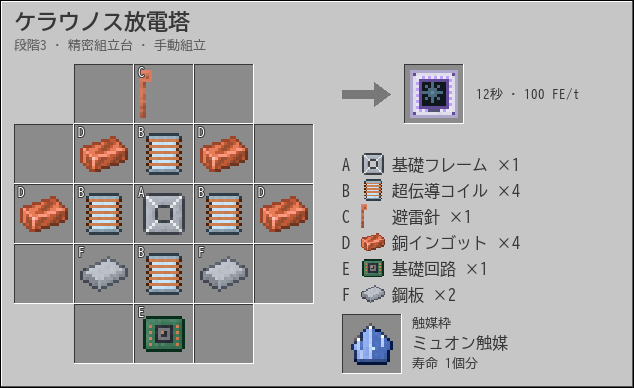 ケラウノス放電塔
段階3 · 精密組立台 · 手動組立
C
D B D
D B A B D
F B F
E
12秒 · 100 FE/t
A 基礎フレーム ×1
B 超伝導コイル ×4
C 避雷針 ×1
D 銅インゴット ×4
E 基礎回路 ×1
F 鋼板 ×2
触媒枠
ミュオン触媒
寿命 1個分